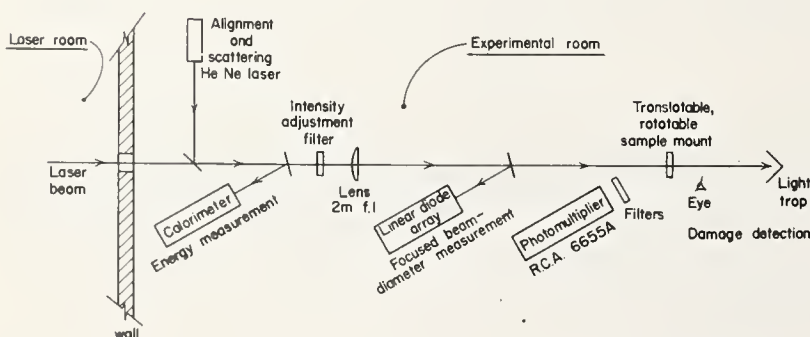 Laser room
Alignment
and
scattering
He Ne laser
Experimental room
Intensity
adjustment
filter
Translotable,
rototable
sample mount
Laser
beam
Lens
2m f.l
Calorimeter
Energy measurement
Linear diode
array
Focused beam-
diameter measurement
Photomultiplier
R.C.A. 6655A
Filters
Eye
Light
trop
Damage detection
wall